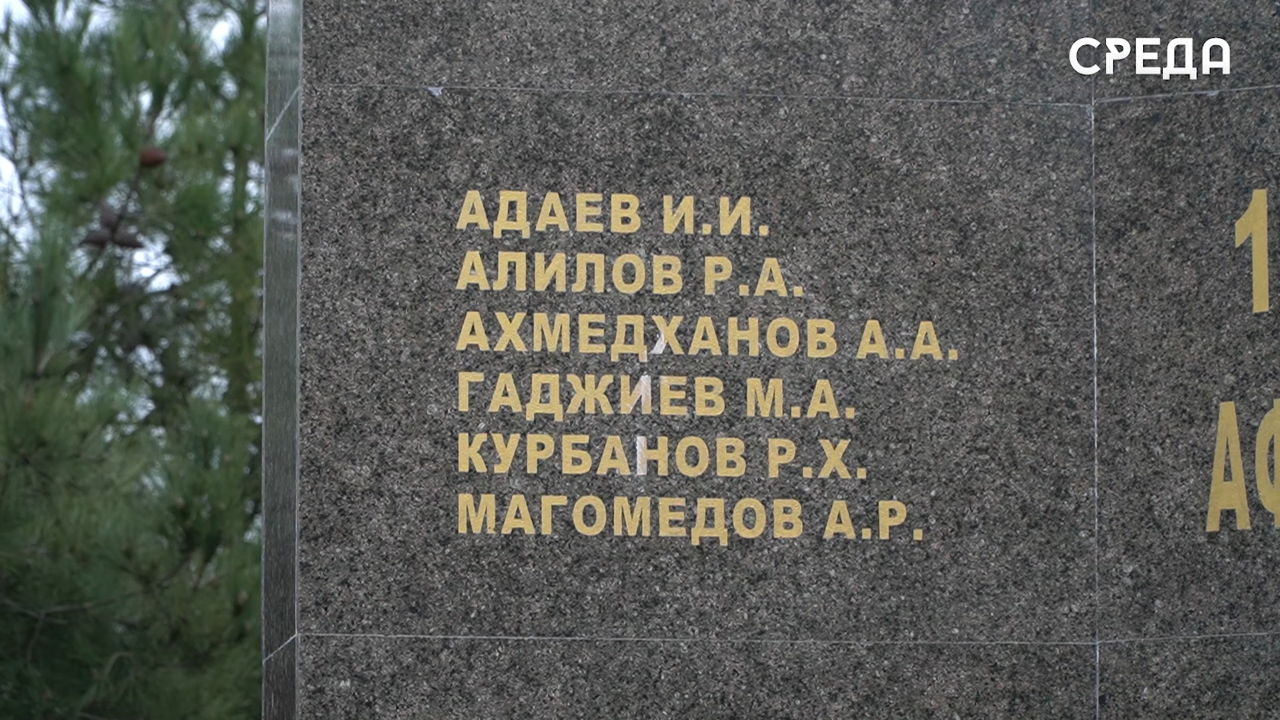 СРЕДА
АДАЕВ И.И.
АЛИЛОВ Р.А.
АХМЕДХАНОВ А.А.
ГАДЖИЕВ М.А.
КУРБАНОВ Р.Х.
МАГОМЕДОВ А.Р.